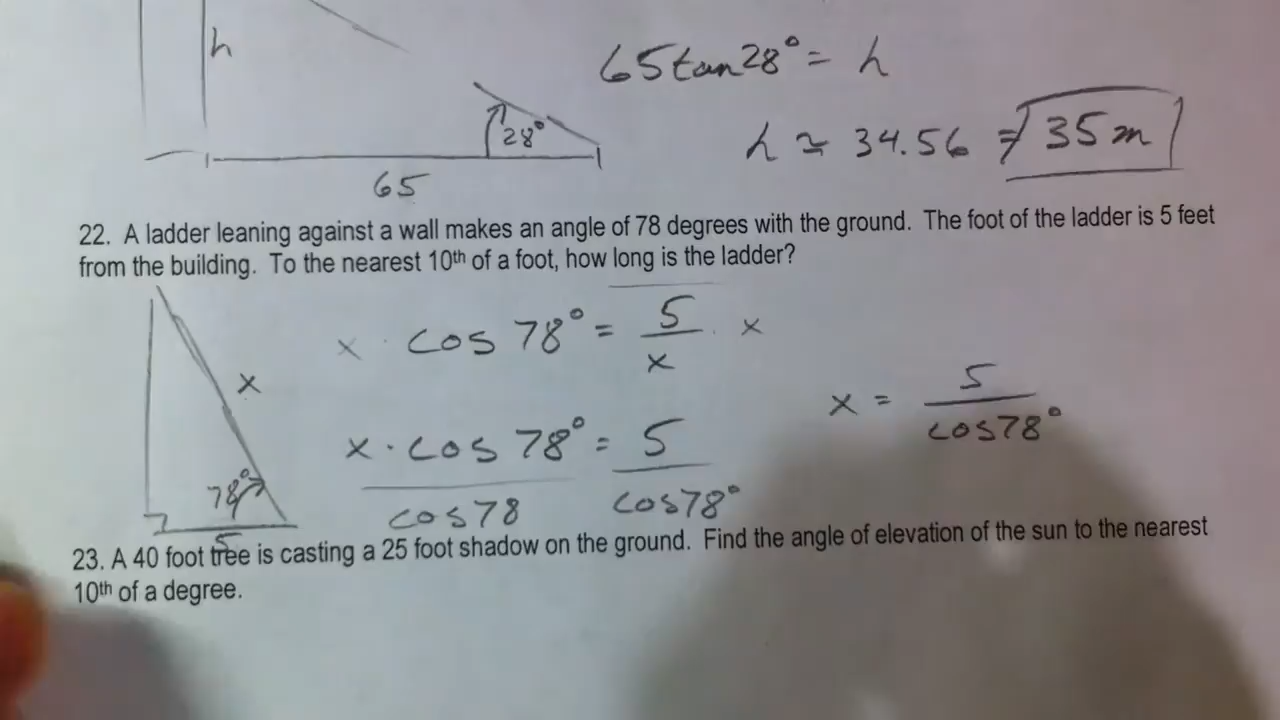 h
65tan28° = h
28°
h ≈ 34.56 = 35m
65
22. A ladder leaning against a wall makes an angle of 78 degrees with the ground. The foot of the ladder is 5 feet
from the building. To the nearest 10th of a foot, how long is the ladder?
x · cos 78° = 5/x · x
x
x = 5/cos78°
x · cos 78° = 5
78°
cos78 cos78°
5
23. A 40 foot tree is casting a 25 foot shadow on the ground. Find the angle of elevation of the sun to the nearest
10th of a degree.